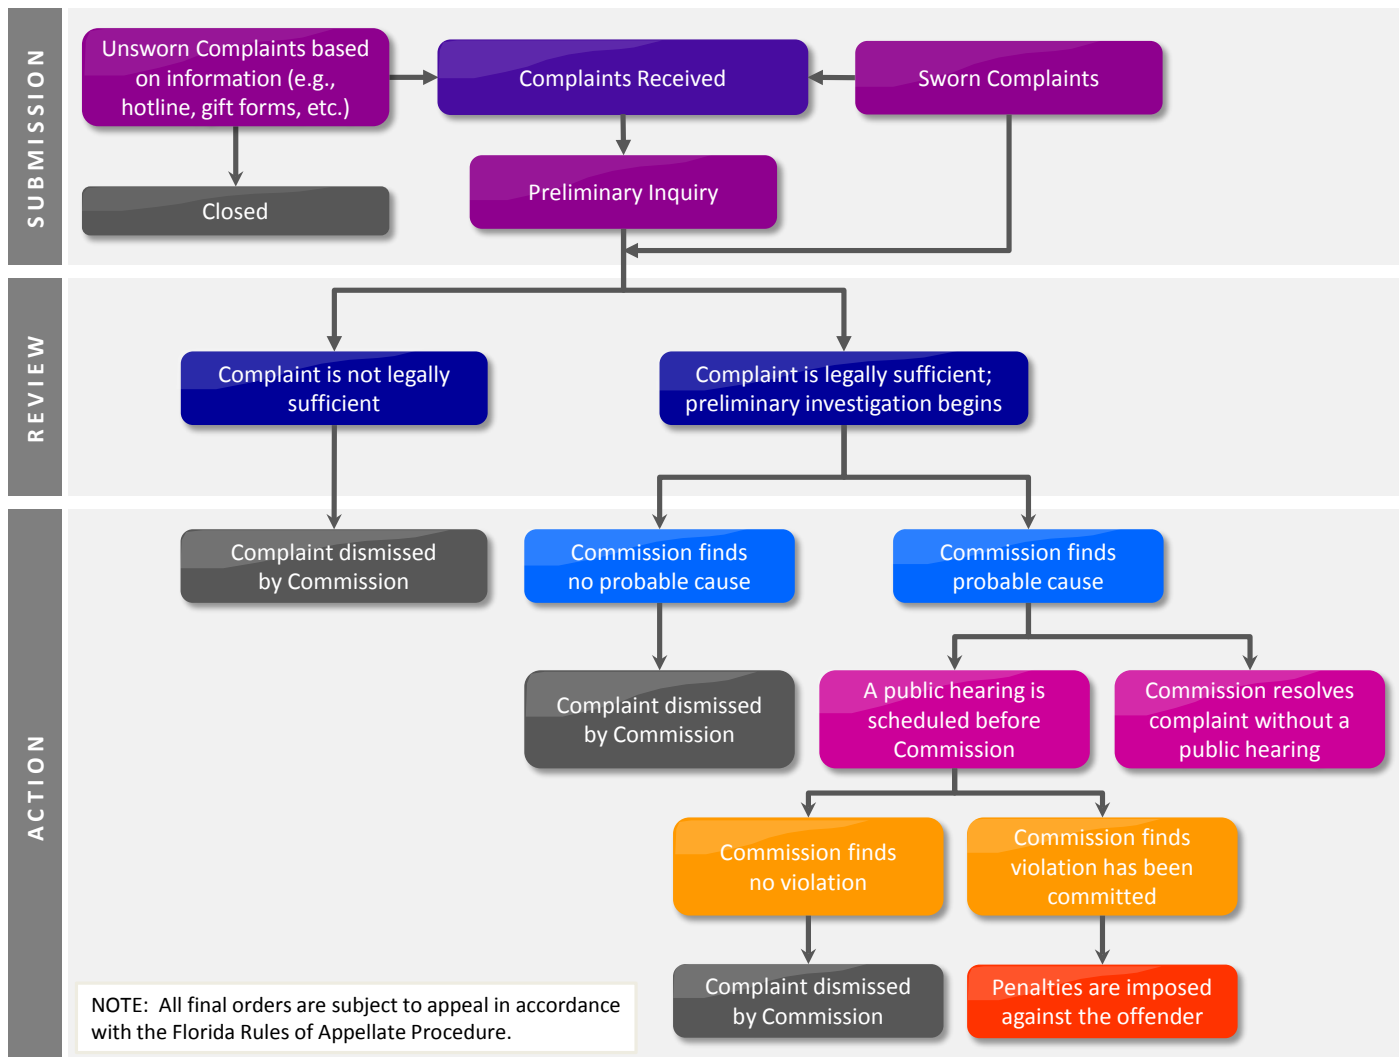 SUBMISSION
Unsworn Complaints based
on information (e.g.,
hotline, gift forms, etc.)
Complaints Received
Sworn Complaints
Preliminary Inquiry
Closed
REVIEW
Complaint is not legally
sufficient
Complaint is legally sufficient;
preliminary investigation begins
ACTION
Complaint dismissed
by Commission
Commission finds
no probable cause
Commission finds
probable cause
Complaint dismissed
by Commission
A public hearing is
scheduled before
Commission
Commission resolves
complaint without a
public hearing
Commission finds
no violation
Commission finds
violation has been
committed
Complaint dismissed
by Commission
Penalties are imposed
against the offender
NOTE:  All final orders are subject to appeal in accordance
with the Florida Rules of Appellate Procedure.